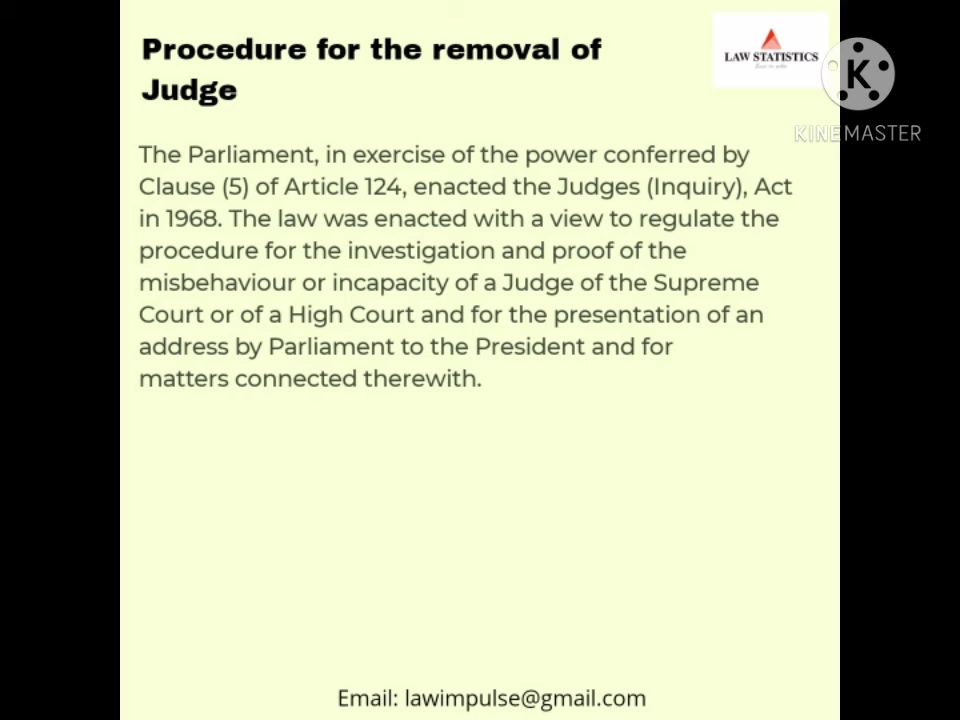 Procedure for the removal of
Judge
LAW STATISTICS
K
KINEMASTER
The Parliament, in exercise of the power conferred by
Clause (5) of Article 124, enacted the Judges (Inquiry), Act
in 1968. The law was enacted with a view to regulate the
procedure for the investigation and proof of the
misbehaviour or incapacity of a Judge of the Supreme
Court or of a High Court and for the presentation of an
address by Parliament to the President and for
matters connected therewith.
Email: lawimpulse@gmail.com